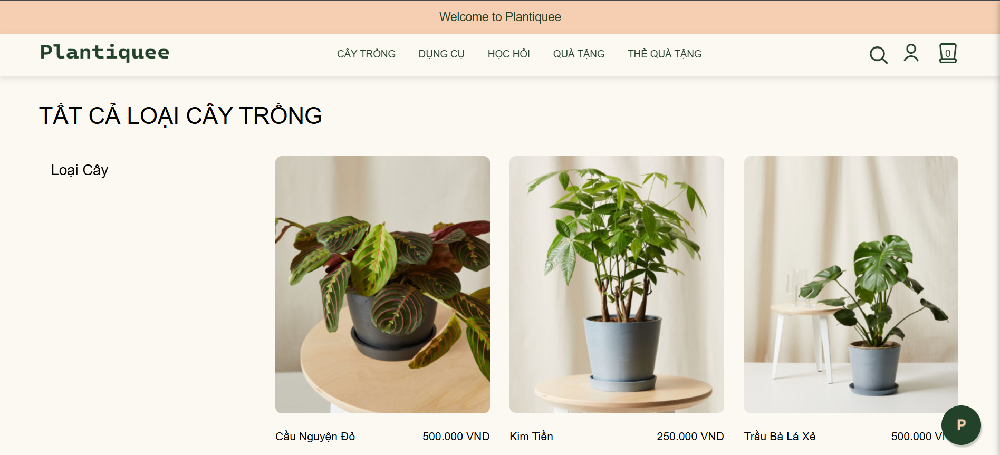 Welcome to Plantiquee
Plantiquee
CÂY TRỒNG DỤNG CỤ HỌC HỎI QUÀ TẶNG THẺ QUÀ TẶNG
0
TẤT CẢ LOẠI CÂY TRỒNG
Loại Cây
Cầu Nguyện Đỏ 500.000 VND
Kim Tiền 250.000 VND
Trầu Bà Lá Xẻ 500.000
P